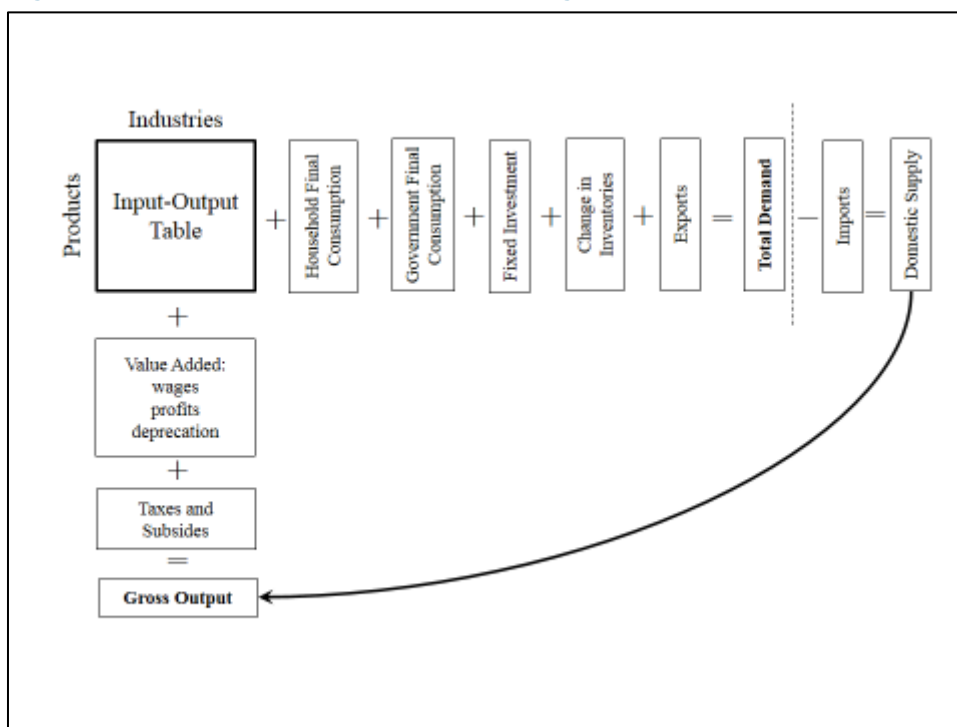 Industries
Products
Input-Output
Table
+
Household Final
Consumption
+
Government Final
Consumption
+
Fixed Investment
+
Change in
Inventories
+
Exports
=
Total Demand
−
Imports
=
Domestic Supply
+
Value Added:
wages
profits
deprecation
+
Taxes and
Subsides
=
Gross Output